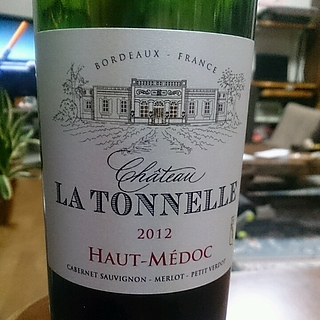 BORDEAUX - FRANCE
Château
LA TONNELLE
2012
HAUT-MÉDOC
CABERNET SAUVIGNON - MERLOT - PETIT VERDOT